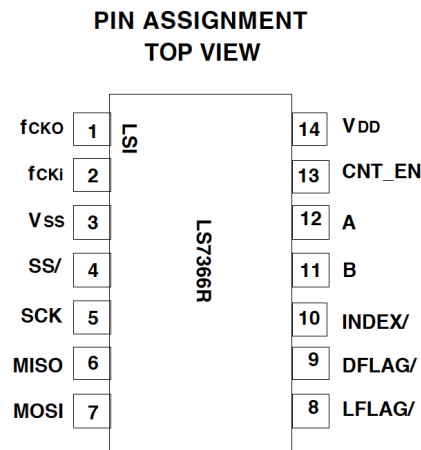 PIN ASSIGNMENT
TOP VIEW
fCKO 1 LSI 14 VDD
fCKi 2 13 CNT_EN
VSS 3 12 A
LS7366R
SS/ 4 11 B
SCK 5 10 INDEX/
MISO 6 9 DFLAG/
MOSI 7 8 LFLAG/